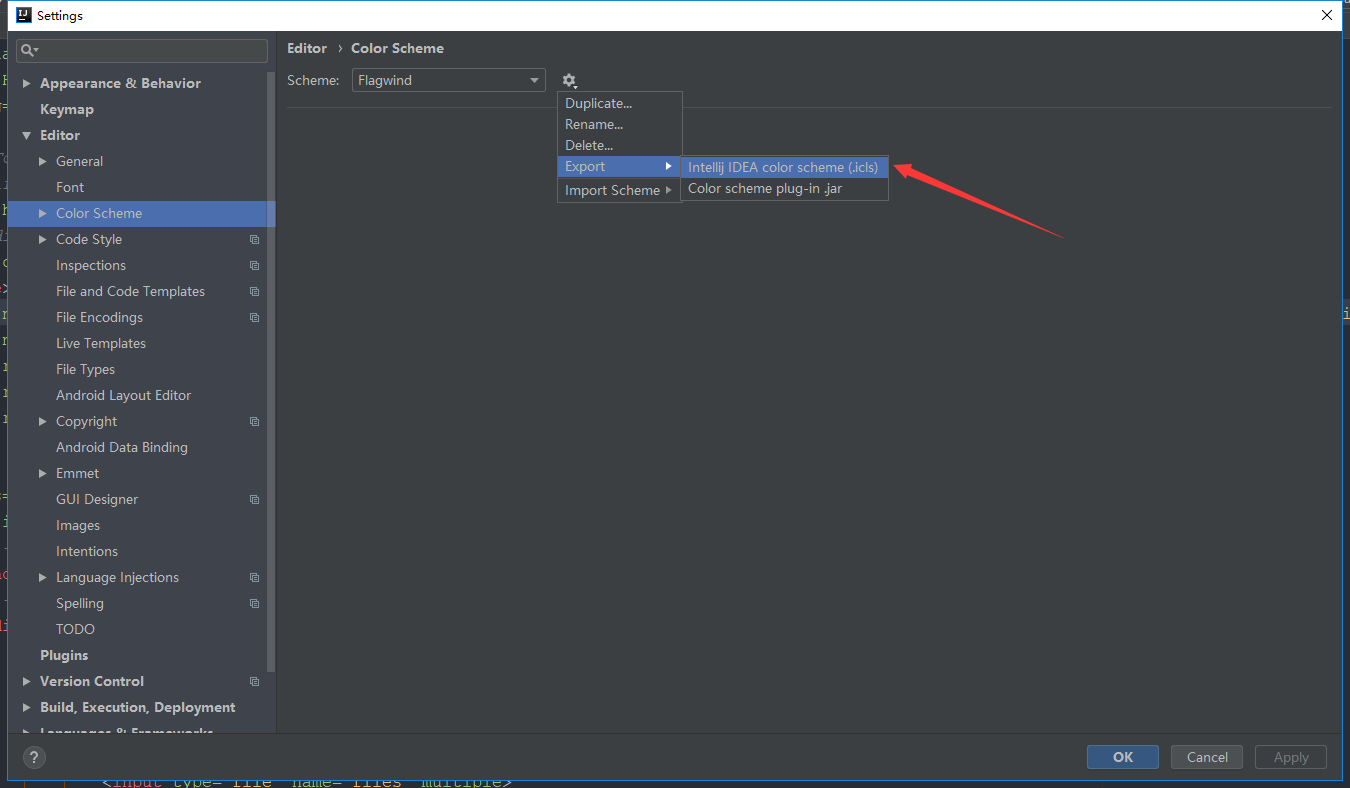 Settings
Editor › Color Scheme
Scheme: Flagwind
Duplicate...
Rename...
Delete...
Export
Import Scheme
Intellij IDEA color scheme (.icls)
Color scheme plug-in .jar
Appearance & Behavior
Keymap
Editor
General
Font
Color Scheme
Code Style
Inspections
File and Code Templates
File Encodings
Live Templates
File Types
Android Layout Editor
Copyright
Android Data Binding
Emmet
GUI Designer
Images
Intentions
Language Injections
Spelling
TODO
Plugins
Version Control
Build, Execution, Deployment
Languages & Frameworks
?
OK Cancel Apply
<input type="file" name="files" multiple>